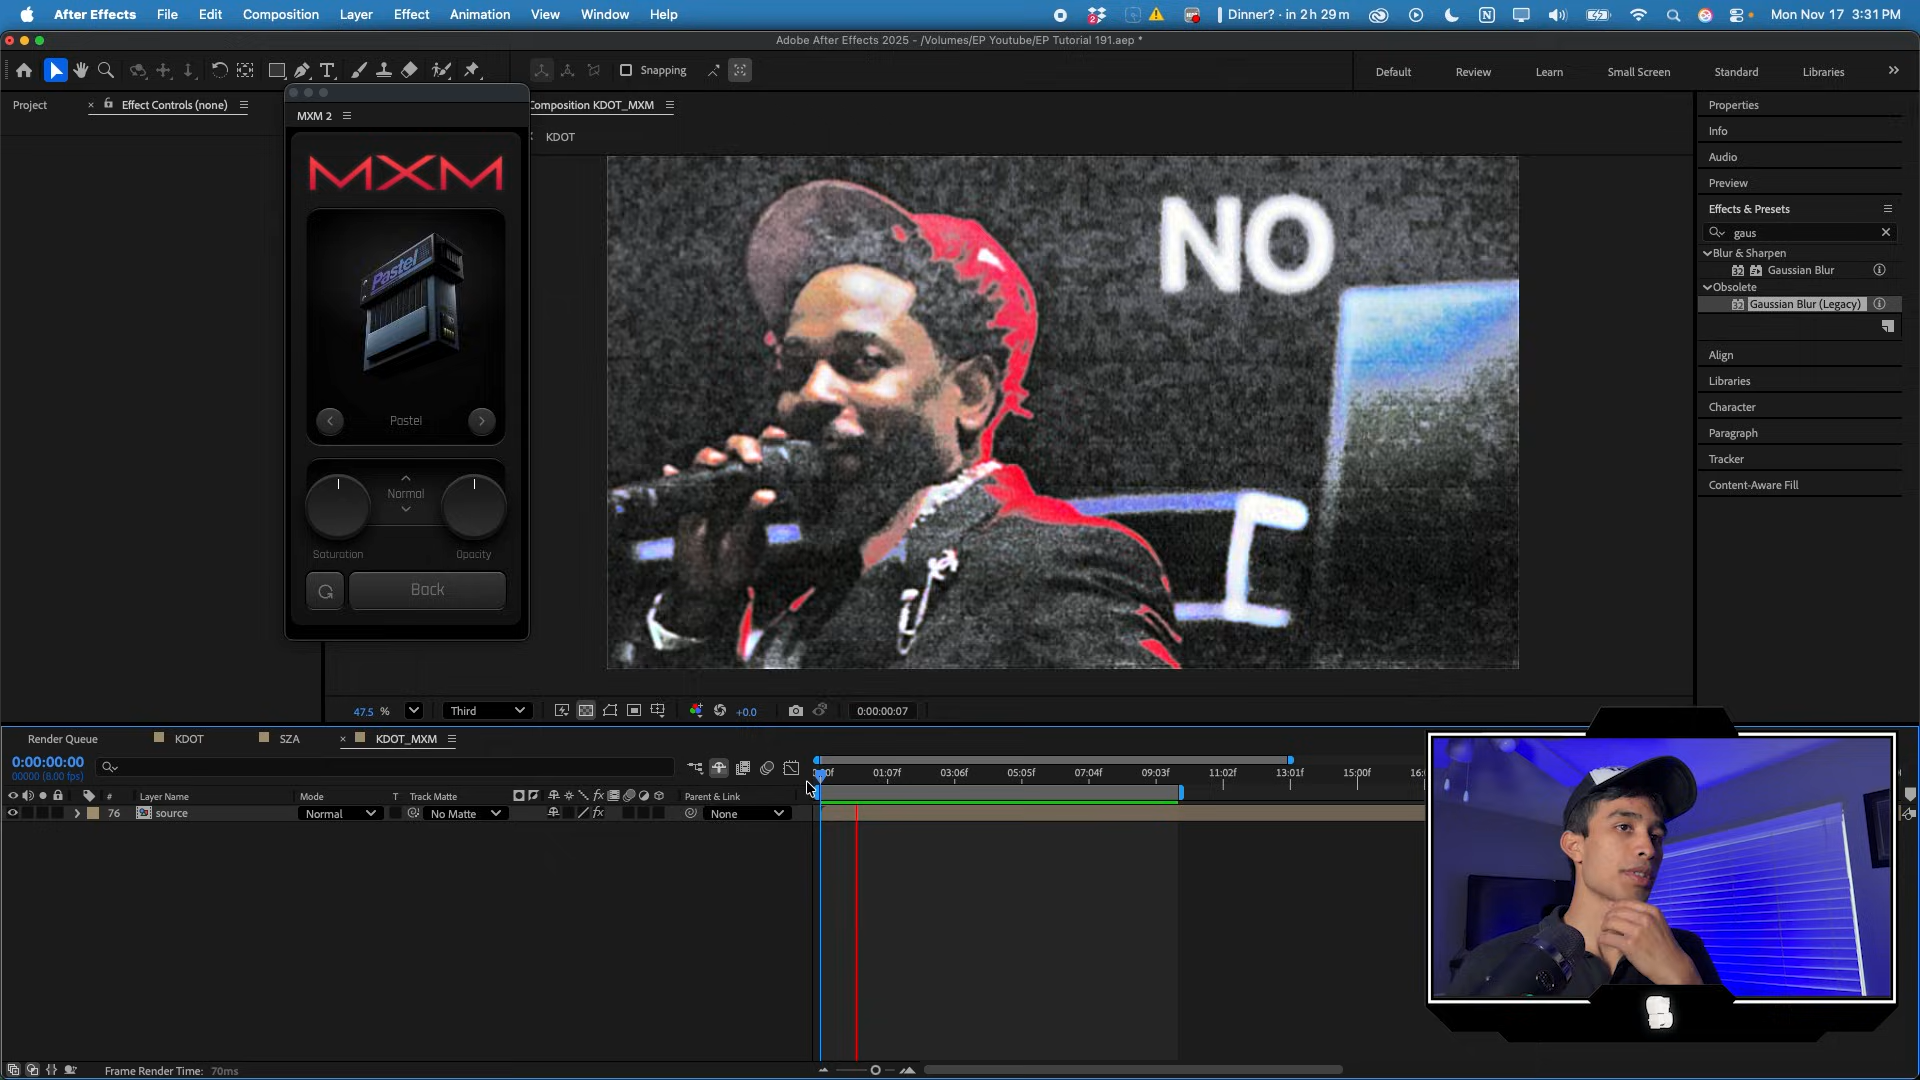 After Effects File Edit Composition Layer Effect Animation View Window Help
2 Dinner? · in 2 h 29 m Mon Nov 17 3:31 PM
Adobe After Effects 2025 - /Volumes/EP Youtube/EP Tutorial 191.aep *
Snapping Default Review Learn Small Screen Standard Libraries
Project Effect Controls (none) Composition KDOT_MXM
MXM 2
KDOT
MXM
Pastel
Pastel
Normal
Saturation Opacity
Back
NO
Properties
Info
Audio
Preview
Effects & Presets
gaus
Blur & Sharpen
Gaussian Blur
Obsolete
Gaussian Blur (Legacy)
Align
Libraries
Character
Paragraph
Tracker
Content-Aware Fill
47.5 % Third +0.0 0:00:00:07
Render Queue KDOT SZA KDOT_MXM
0:00:00:00
00000 (8.00 fps)
01:07f 03:06f 05:05f 07:04f 09:03f 11:02f 13:01f 15:00f
# Layer Name Mode T Track Matte Parent & Link
76 source Normal No Matte None
Frame Render Time: 70ms